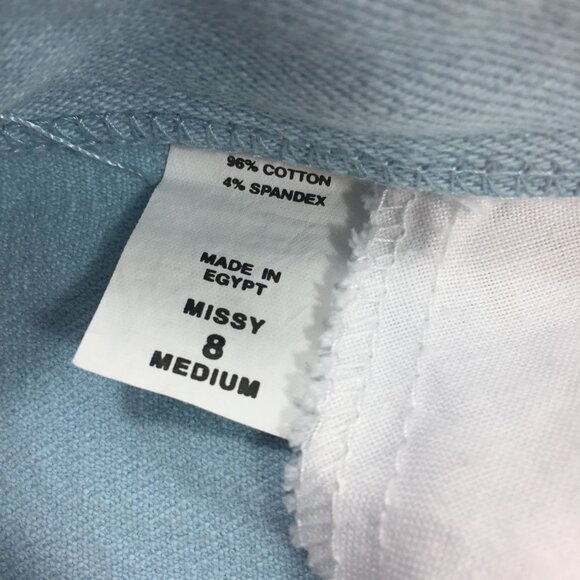 96% COTTON
4% SPANDEX
MADE IN
EGYPT
MISSY
8
MEDIUM